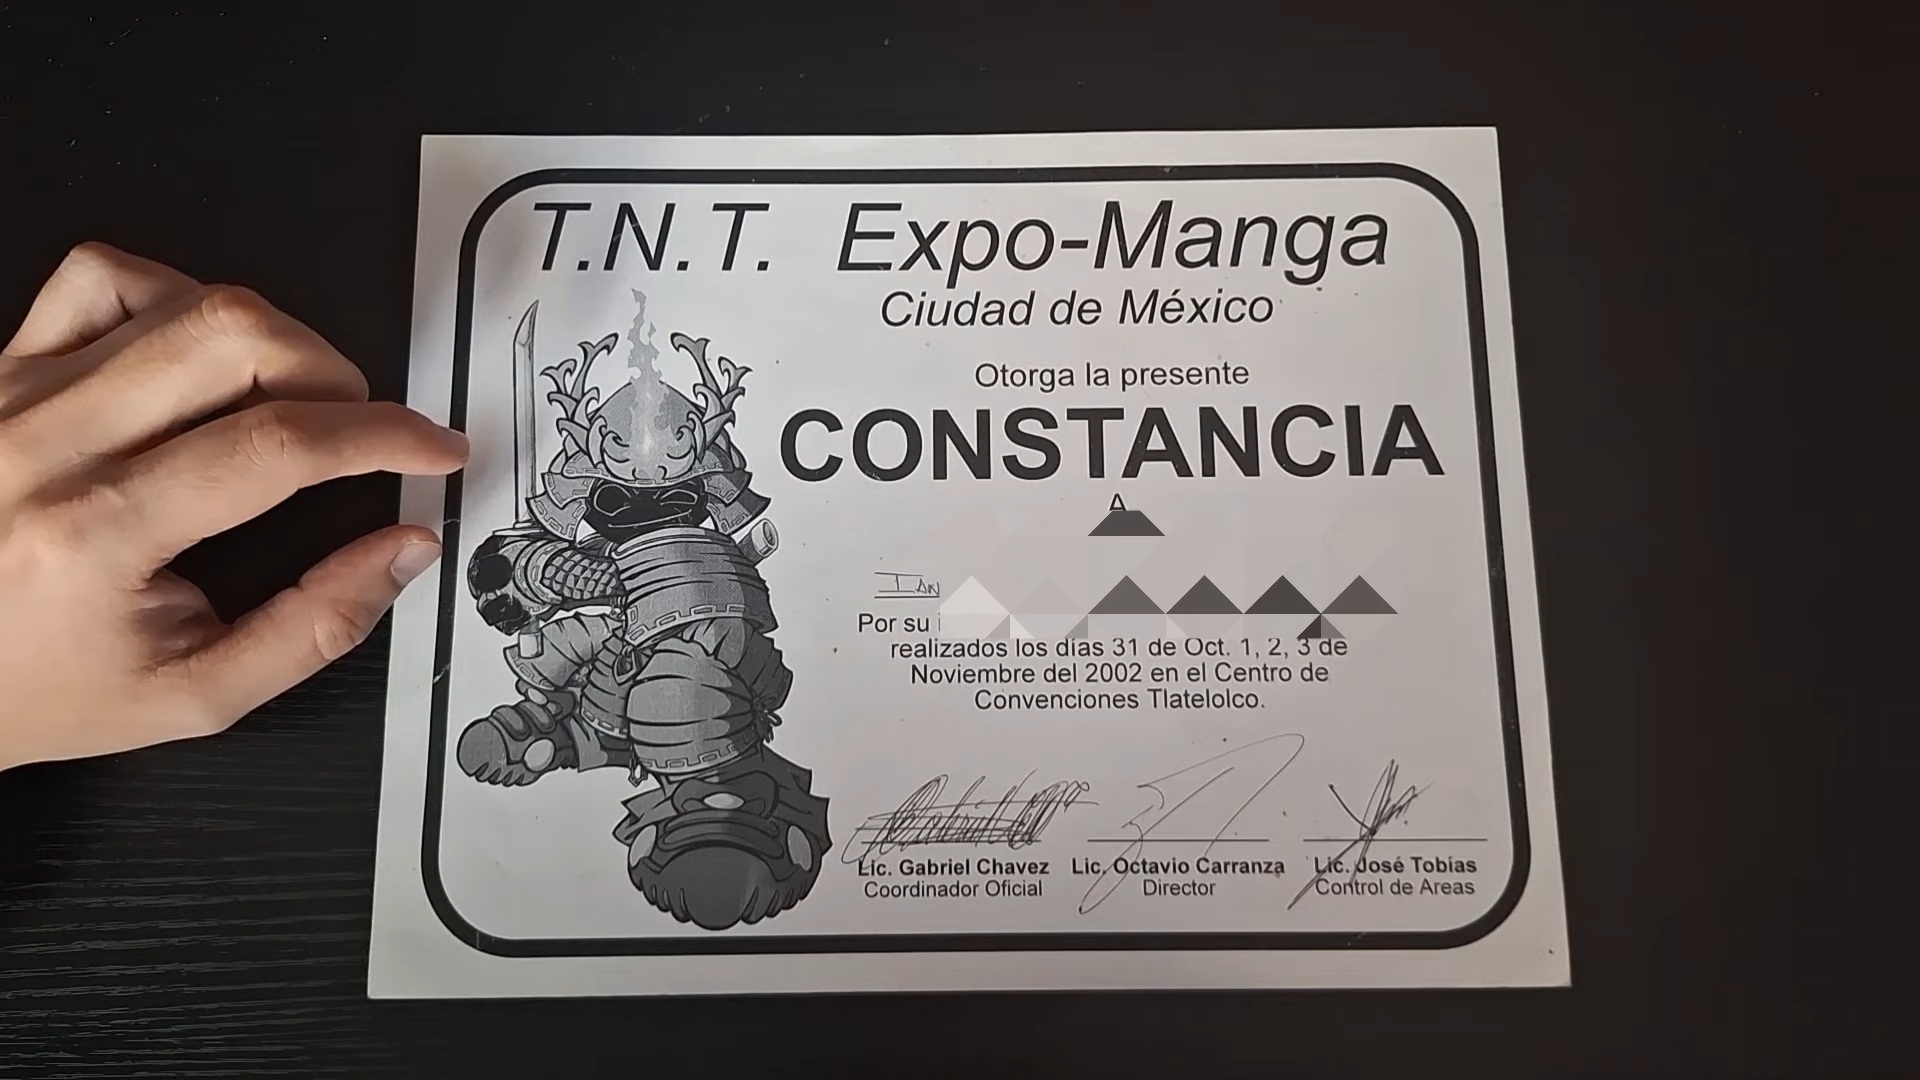 T.N.T. Expo-Manga
Ciudad de México
Otorga la presente
CONSTANCIA
A
Ian
Por su
realizados los días 31 de Oct. 1, 2, 3 de
Noviembre del 2002 en el Centro de
Convenciones Tlatelolco.
Lic. Gabriel Chavez Lic. Octavio Carranza Lic. José Tobías
Coordinador Oficial Director Control de Areas